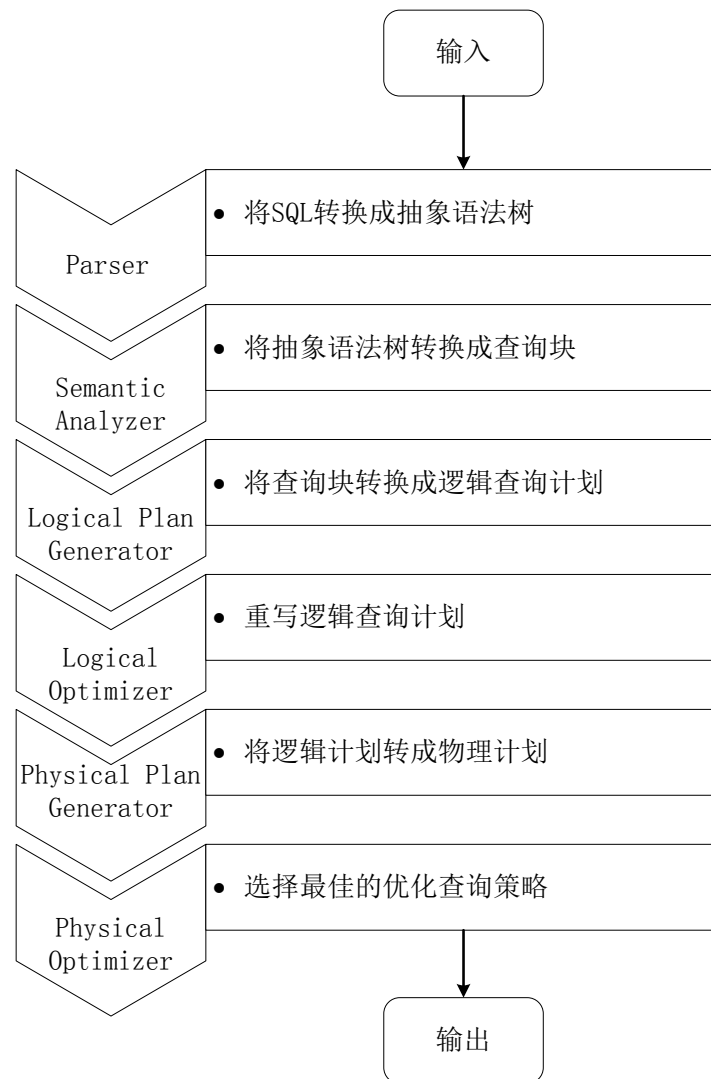 输入
Parser
• 将SQL转换成抽象语法树
Semantic
Analyzer
• 将抽象语法树转换成查询块
Logical Plan
Generator
• 将查询块转换成逻辑查询计划
Logical
Optimizer
• 重写逻辑查询计划
Physical Plan
Generator
• 将逻辑计划转成物理计划
Physical
Optimizer
• 选择最佳的优化查询策略
输出